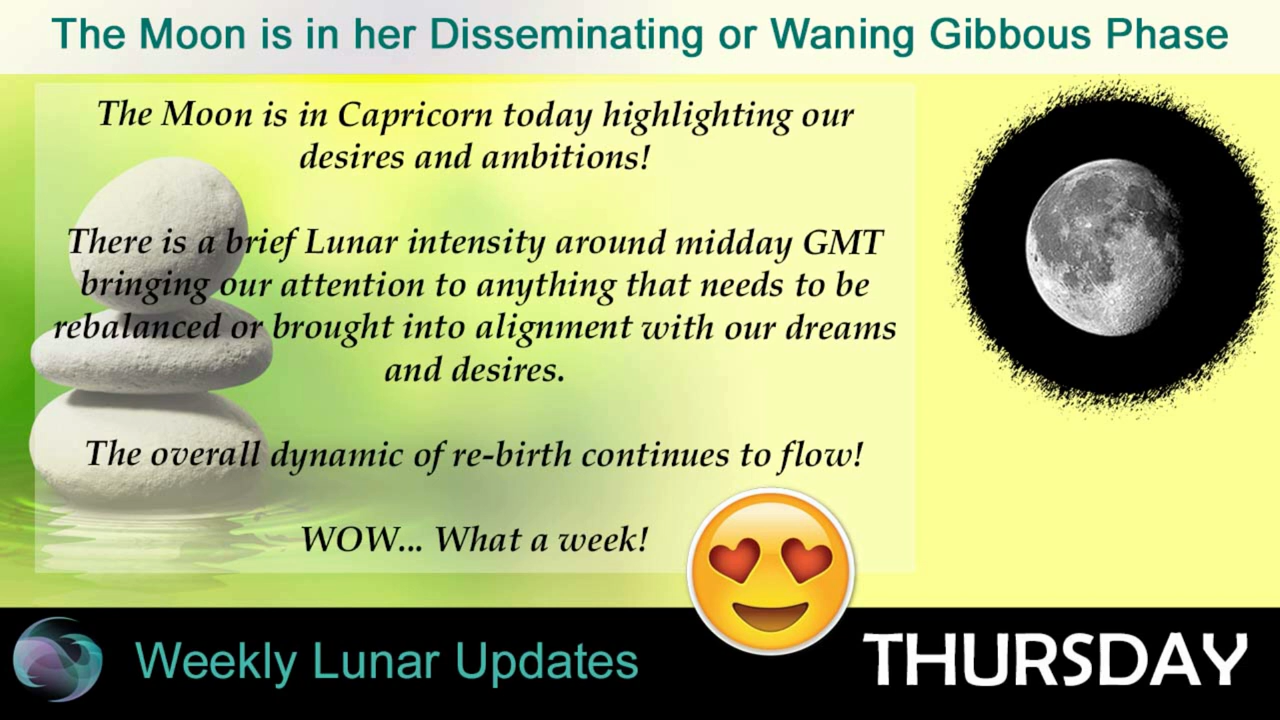 The Moon is in her Disseminating or Waning Gibbous Phase
The Moon is in Capricorn today highlighting our
desires and ambitions!
There is a brief Lunar intensity around midday GMT
bringing our attention to anything that needs to be
rebalanced or brought into alignment with our dreams
and desires.
The overall dynamic of re-birth continues to flow!
WOW... What a week!
Weekly Lunar Updates
THURSDAY